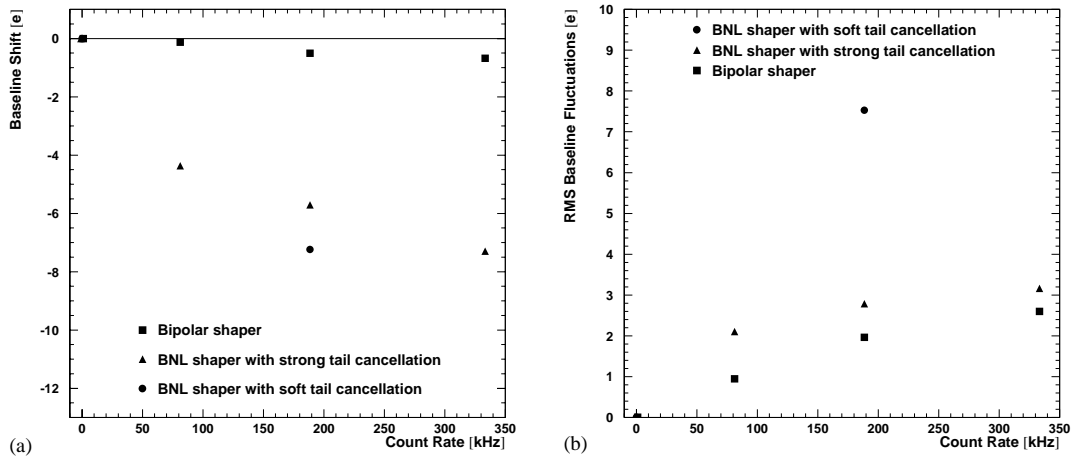 Baseline Shift [e]
0
-2
-4
-6
-8
-10
-12
Bipolar shaper
BNL shaper with strong tail cancellation
BNL shaper with soft tail cancellation
0 50 100 150 200 250 300 350
Count Rate [kHz]
(a)
RMS Baseline Fluctuations [e]
10
9
8
7
6
5
4
3
2
1
0
BNL shaper with soft tail cancellation
BNL shaper with strong tail cancellation
Bipolar shaper
0 50 100 150 200 250 300 350
Count Rate [kHz]
(b)